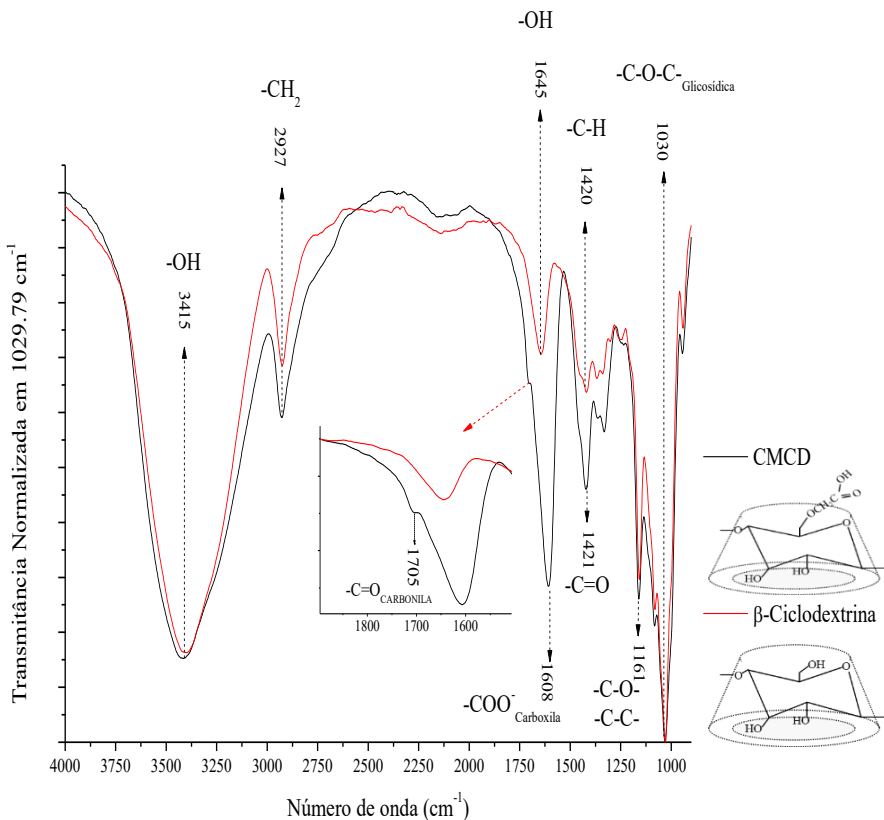 -OH
1645
-C-O-C-Glicosídica
1030
-CH2
2927
-C-H
1420
-OH
3415
CMCD
OH
OCH2C
O
O
O
HO
HO
1705
-C=OCARBONILA
1800 1700 1600
1421
-C=O
1608
-COO-Carboxila
1161
-C-O-
-C-C-
β-Ciclodextrina
OH
O
O
HO
HO
4000 3750 3500 3250 3000 2750 2500 2250 2000 1750 1500 1250 1000
Número de onda (cm-1)
Transmitância Normalizada em 1029.79 cm-1